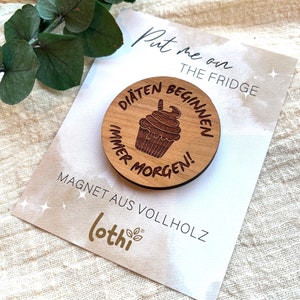 Put me on
THE FRIDGE
DIÄTEN BEGINNEN
IMMER MORGEN!
MAGNET AUS VOLLHOLZ
lothi